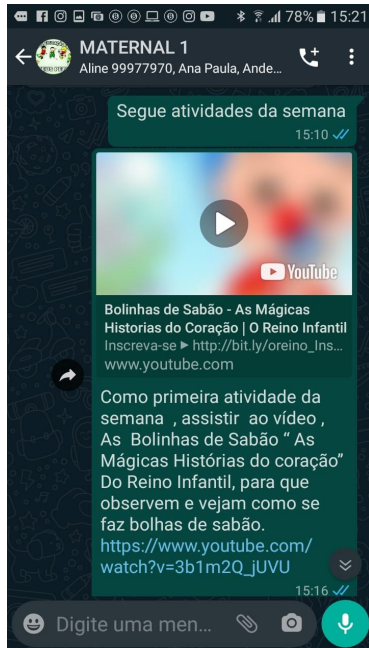 78% 15:21
MATERNAL 1
Aline 99977970, Ana Paula, Ande...
Segue atividades da semana
15:10
YouTube
Bolinhas de Sabão - As Mágicas
Historias do Coração | O Reino Infantil
Inscreva-se ► http://bit.ly/oreino_Ins...
www.youtube.com
Como primeira atividade da
semana , assistir ao vídeo ,
As Bolinhas de Sabão “ As
Mágicas Histórias do coração”
Do Reino Infantil, para que
observem e vejam como se
faz bolhas de sabão.
https://www.youtube.com/
watch?v=3b1m2Q_jUVU
15:16
Digite uma men...